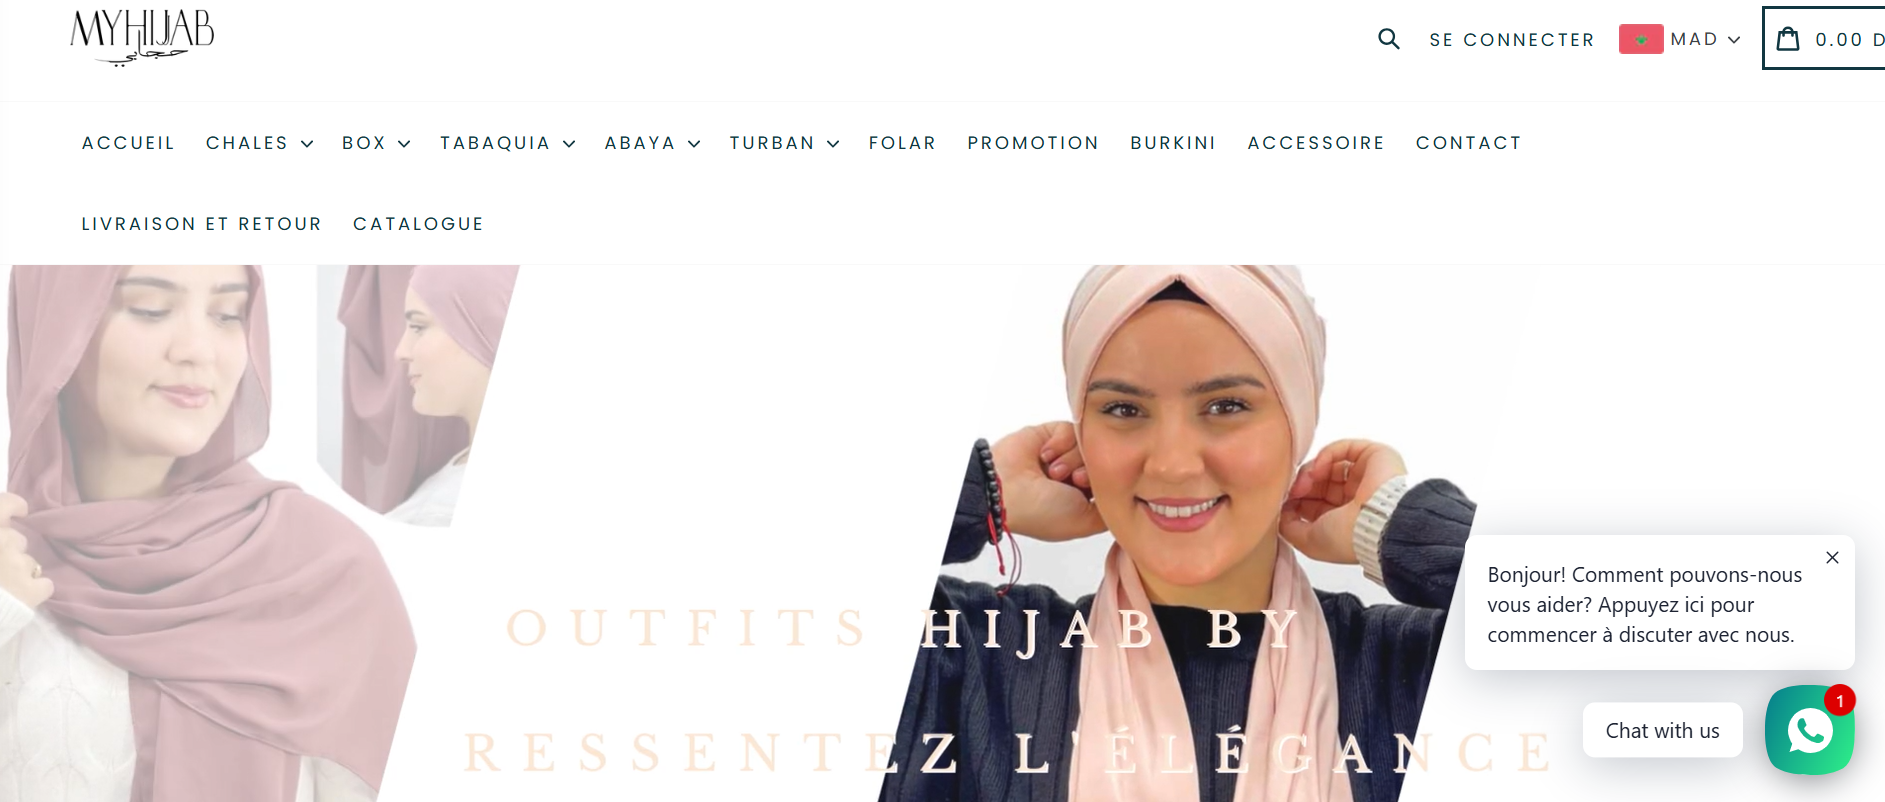 MYHIJAB
حجابي
SE CONNECTER
MAD
0.00 D
ACCUEIL CHALES BOX TABAQUIA ABAYA TURBAN FOLAR PROMOTION BURKINI ACCESSOIRE CONTACT
LIVRAISON ET RETOUR CATALOGUE
OUTFITS HIJAB BY
RESSENTEZ L'ÉLÉGANCE
Bonjour! Comment pouvons-nous
vous aider? Appuyez ici pour
commencer à discuter avec nous.
Chat with us
1